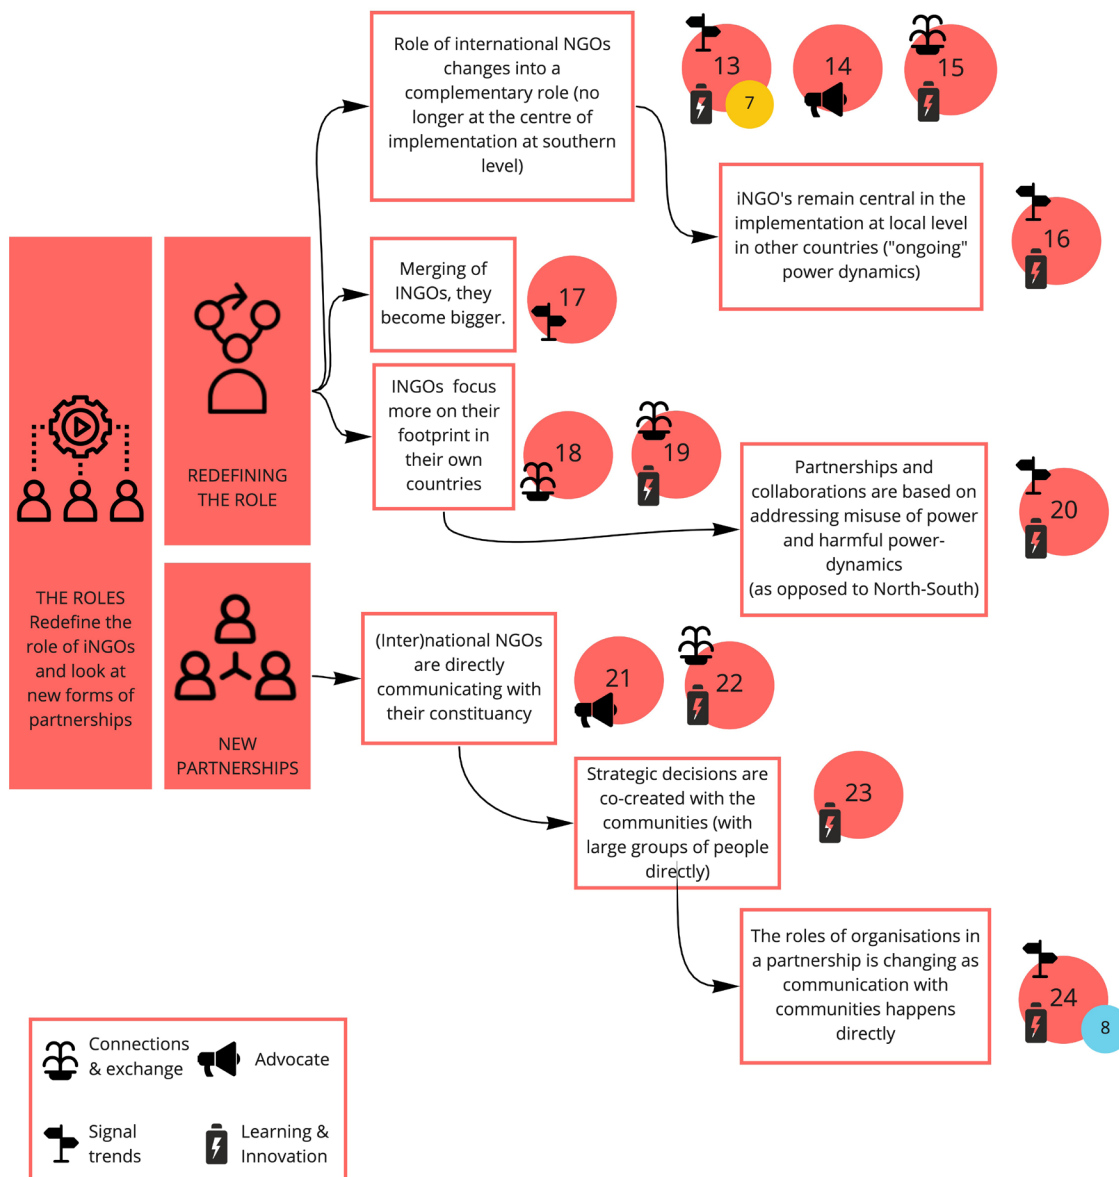 Role of international NGOs
changes into a
complementary role (no
longer at the centre of
implementation at southern
level)
13
7
14
15
iNGO's remain central in the
implementation at local level
in other countries ("ongoing"
power dynamics)
16
Merging of
INGOs, they
become bigger.
17
INGOs focus
more on their
footprint in
their own
countries
18
19
Partnerships and
collaborations are based on
addressing misuse of power
and harmful power-
dynamics
(as opposed to North-South)
20
REDEFINING
THE ROLE
THE ROLES
Redefine the
role of iNGOs
and look at
new forms of
partnerships
NEW
PARTNERSHIPS
(Inter)national NGOs
are directly
communicating with
their constituancy
21
22
Strategic decisions are
co-created with the
communities (with
large groups of people
directly)
23
The roles of organisations in
a partnership is changing as
communication with
communities happens
directly
24
8
Connections
& exchange
Advocate
Signal
trends
Learning &
Innovation